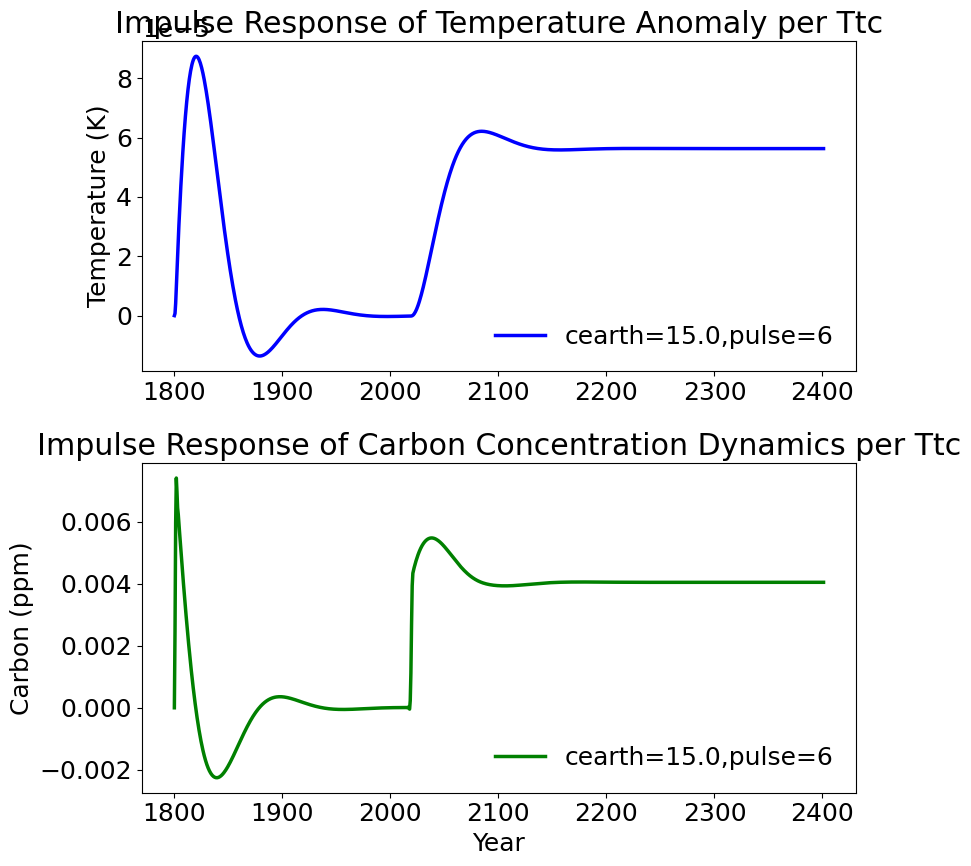 Impulse Response of Temperature Anomaly per Ttc
1e−5
8
6
4
2
0
Temperature (K)
cearth=15.0,pulse=6
1800 1900 2000 2100 2200 2300 2400
Impulse Response of Carbon Concentration Dynamics per Ttc
0.006
0.004
0.002
0.000
−0.002
Carbon (ppm)
cearth=15.0,pulse=6
1800 1900 2000 2100 2200 2300 2400
Year